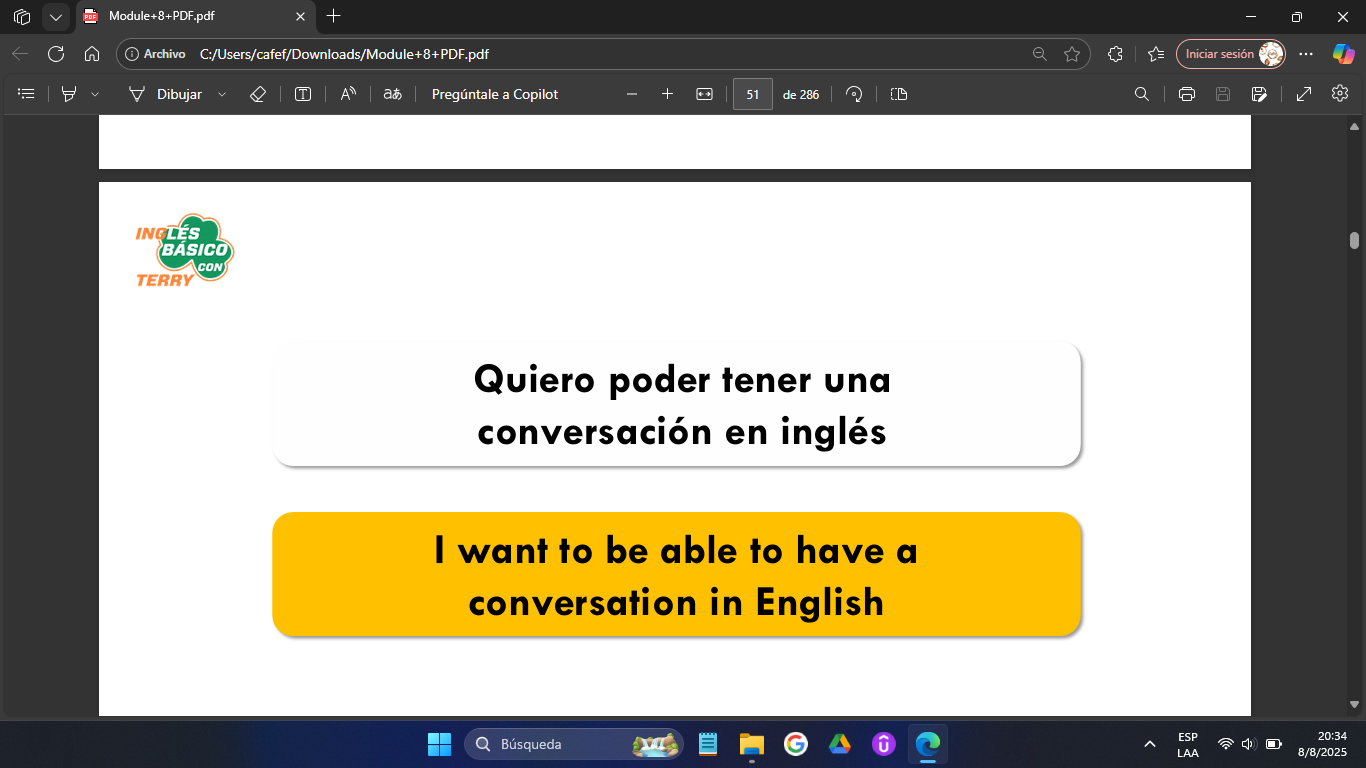 Module+8+PDF.pdf
Archivo C:/Users/cafef/Downloads/Module+8+PDF.pdf
Iniciar sesión
Dibujar
Pregúntale a Copilot
51 de 286
INGLÉS
BÁSICO
CON
TERRY
Quiero poder tener una
conversación en inglés
I want to be able to have a
conversation in English
Búsqueda
ESP
LAA
20:34
8/8/2025